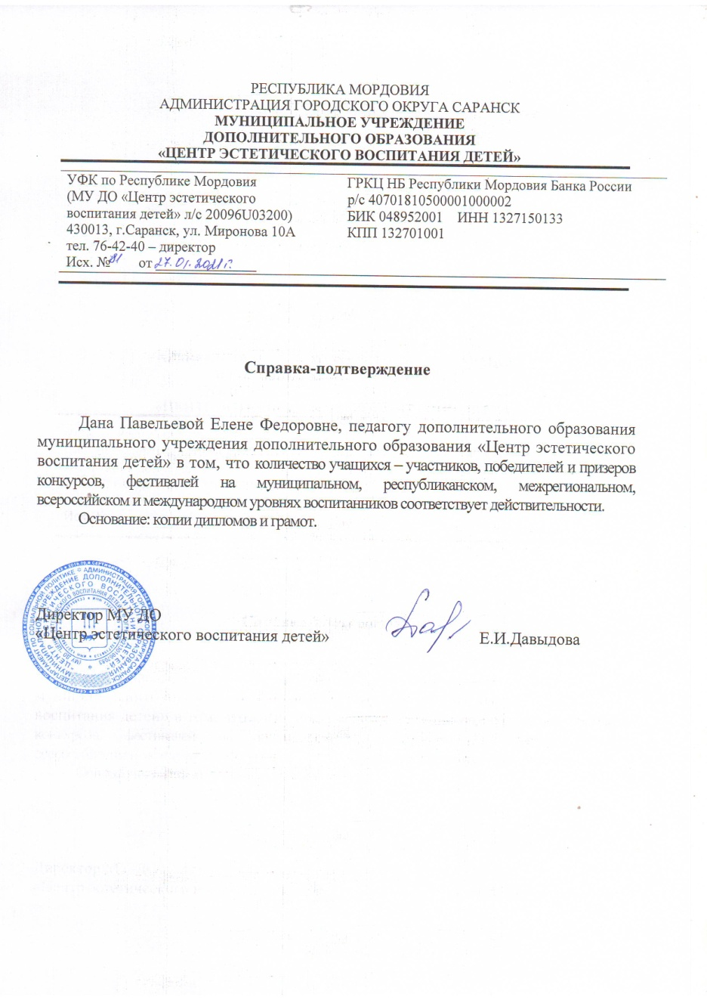 РЕСПУБЛИКА МОРДОВИЯ
АДМИНИСТРАЦИЯ ГОРОДСКОГО ОКРУГА САРАНСК
МУНИЦИПАЛЬНОЕ УЧРЕЖДЕНИЕ
ДОПОЛНИТЕЛЬНОГО ОБРАЗОВАНИЯ
«ЦЕНТР ЭСТЕТИЧЕСКОГО ВОСПИТАНИЯ ДЕТЕЙ»
УФК по Республике Мордовия
(МУ ДО «Центр эстетического
воспитания детей» л/с 20096U03200)
430013, г.Саранск, ул. Миронова 10А
тел. 76-42-40 – директор
Исх. № 81 от 27.01.2021 г.
ГРКЦ НБ Республики Мордовия Банка России
р/с 40701810500001000002
БИК 048952001 ИНН 1327150133
КПП 132701001
Справка-подтверждение
Дана Павельевой Елене Федоровне, педагогу дополнительного образования
муниципального учреждения дополнительного образования «Центр эстетического
воспитания детей» в том, что количество учащихся – участников, победителей и призеров
конкурсов, фестивалей на муниципальном, республиканском, межрегиональном,
всероссийском и международном уровнях воспитанников соответствует действительности.
Основание: копии дипломов и грамот.
Директор МУ ДО
«Центр эстетического воспитания детей»
Е.И.Давыдова